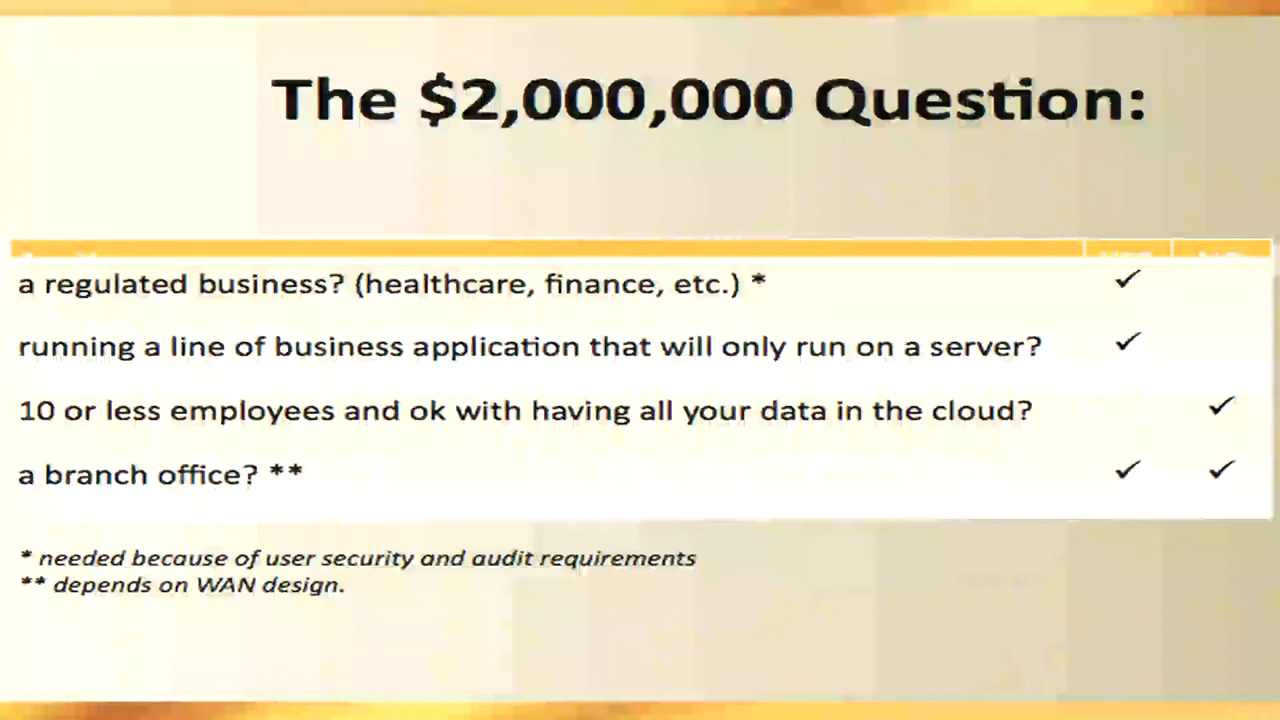 The $2,000,000 Question:
a regulated business? (healthcare, finance, etc.) * ✓
running a line of business application that will only run on a server? ✓
10 or less employees and ok with having all your data in the cloud? ✓
a branch office? ** ✓ ✓
* needed because of user security and audit requirements
** depends on WAN design.